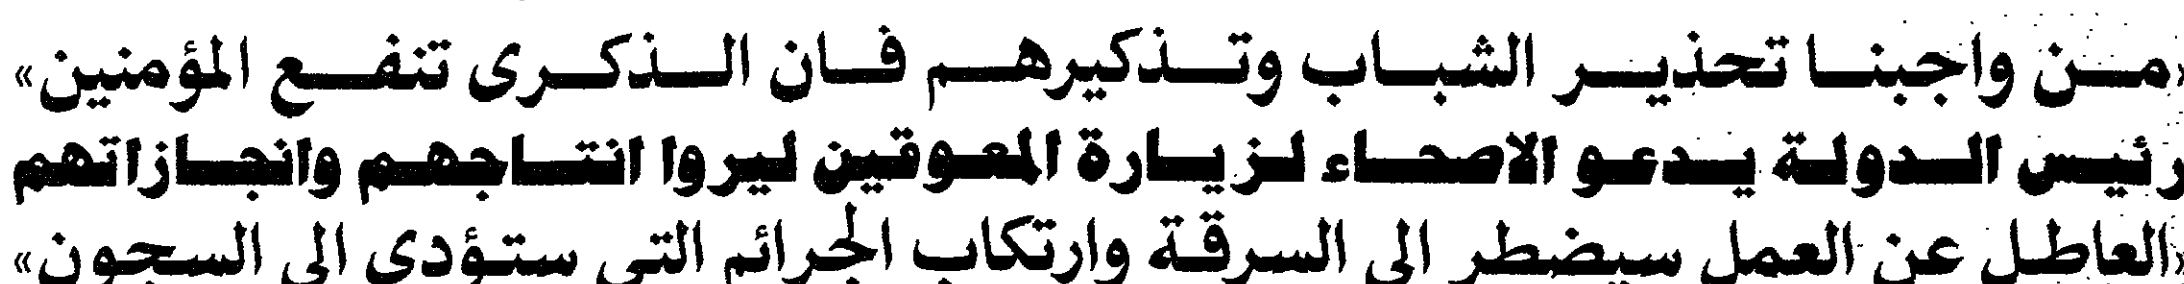 «من واجبنا تحذير الشباب وتذكيرهم فان الذكرى تنفع المؤمنين»
رئيس الدولة يدعو الاصحاء لزيارة المعوقين ليروا انتاجهم وانجازاتهم
«العاطل عن العمل سيضطر الى السرقة وارتكاب الجرائم التي ستؤدي الى السجون»